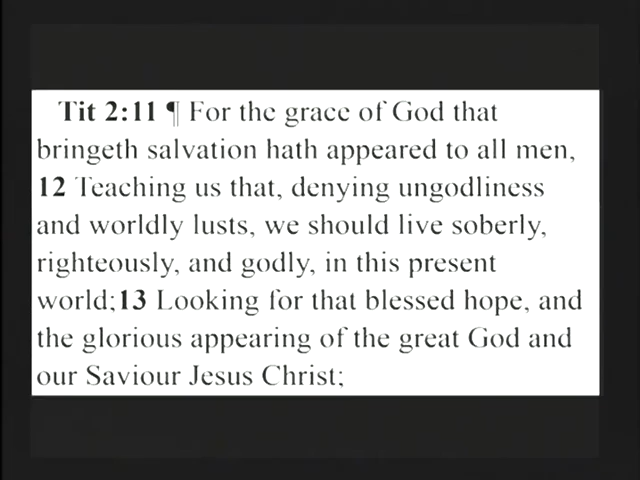 Tit 2:11 ¶ For the grace of God that
bringeth salvation hath appeared to all men,
12 Teaching us that, denying ungodliness
and worldly lusts, we should live soberly,
righteously, and godly, in this present
world;13 Looking for that blessed hope, and
the glorious appearing of the great God and
our Saviour Jesus Christ;